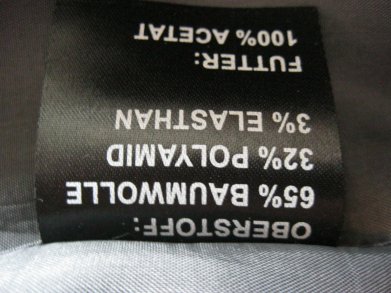 OBERSTOFF:
65% BAUMWOLLE
32% POLYAMID
3% ELASTHAN
FUTTER:
100% ACETAT